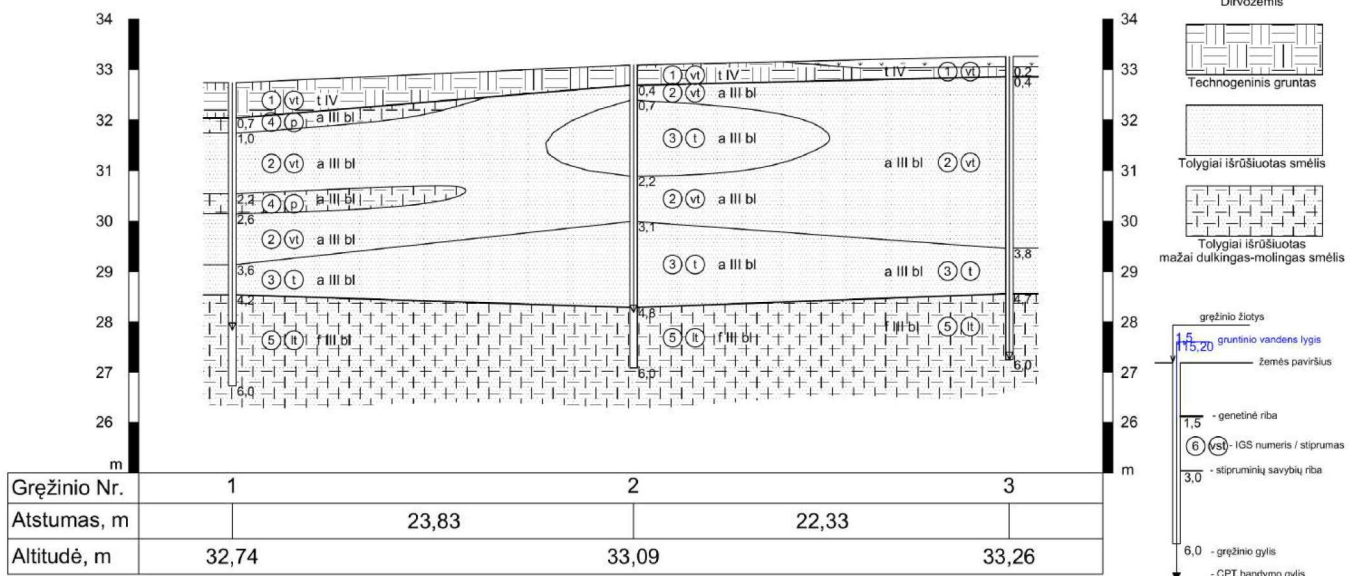 34
33
32
31
30
29
28
27
26
m
34
33
32
31
30
29
28
27
26
m
1 vt t IV
0,7
4 p a III bl
1,0
2 vt a III bl
2,2
4 p a III bl
2,6
2 vt a III bl
3,6
3 t a III bl
4,2
5 lt f III bl
6,0
1 vt t IV
0,4
2 vt a III bl
0,7
3 t a III bl
2,2
2 vt a III bl
3,1
3 t a III bl
4,8
5 lt f III bl
6,0
t IV 1 vt
0,2
0,4
a III bl 2 vt
3,8
a III bl 3 t
4,7
f III bl 5 lt
6,0
Gręžinio Nr. 1 2 3
Atstumas, m 23,83 22,33
Altitudė, m 32,74 33,09 33,26
Dirvožemis
Technogeninis gruntas
Tolygiai išrūšiuotas smėlis
Tolygiai išrūšiuotas
mažai dulkingas-molingas smėlis
gręžinio žiotys
1,5
115,20 gruntinio vandens lygis
žemės paviršius
1,5 - genetinė riba
6 vst - IGS numeris / stiprumas
3,0 - stipruminių savybių riba
6,0 - gręžinio gylis
- CPT bandymo gylis